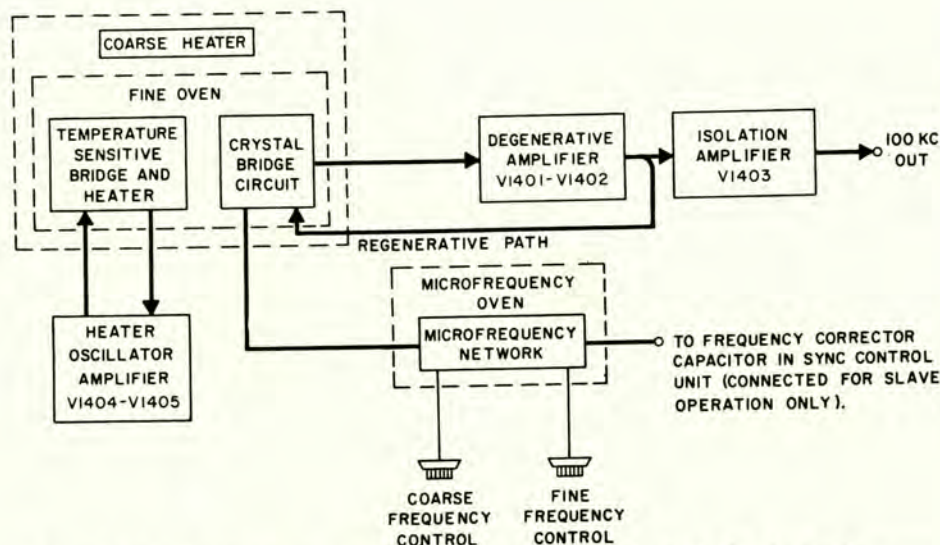 COARSE HEATER
FINE OVEN
TEMPERATURE
SENSITIVE
BRIDGE AND
HEATER
CRYSTAL
BRIDGE
CIRCUIT
DEGENERATIVE
AMPLIFIER
V1401-V1402
ISOLATION
AMPLIFIER
V1403
100 KC
OUT
REGENERATIVE PATH
HEATER
OSCILLATOR
AMPLIFIER
V1404-V1405
MICROFREQUENCY
OVEN
MICROFREQUENCY
NETWORK
TO FREQUENCY CORRECTOR
CAPACITOR IN SYNC CONTROL
UNIT (CONNECTED FOR SLAVE
OPERATION ONLY).
COARSE
FREQUENCY
CONTROL
FINE
FREQUENCY
CONTROL